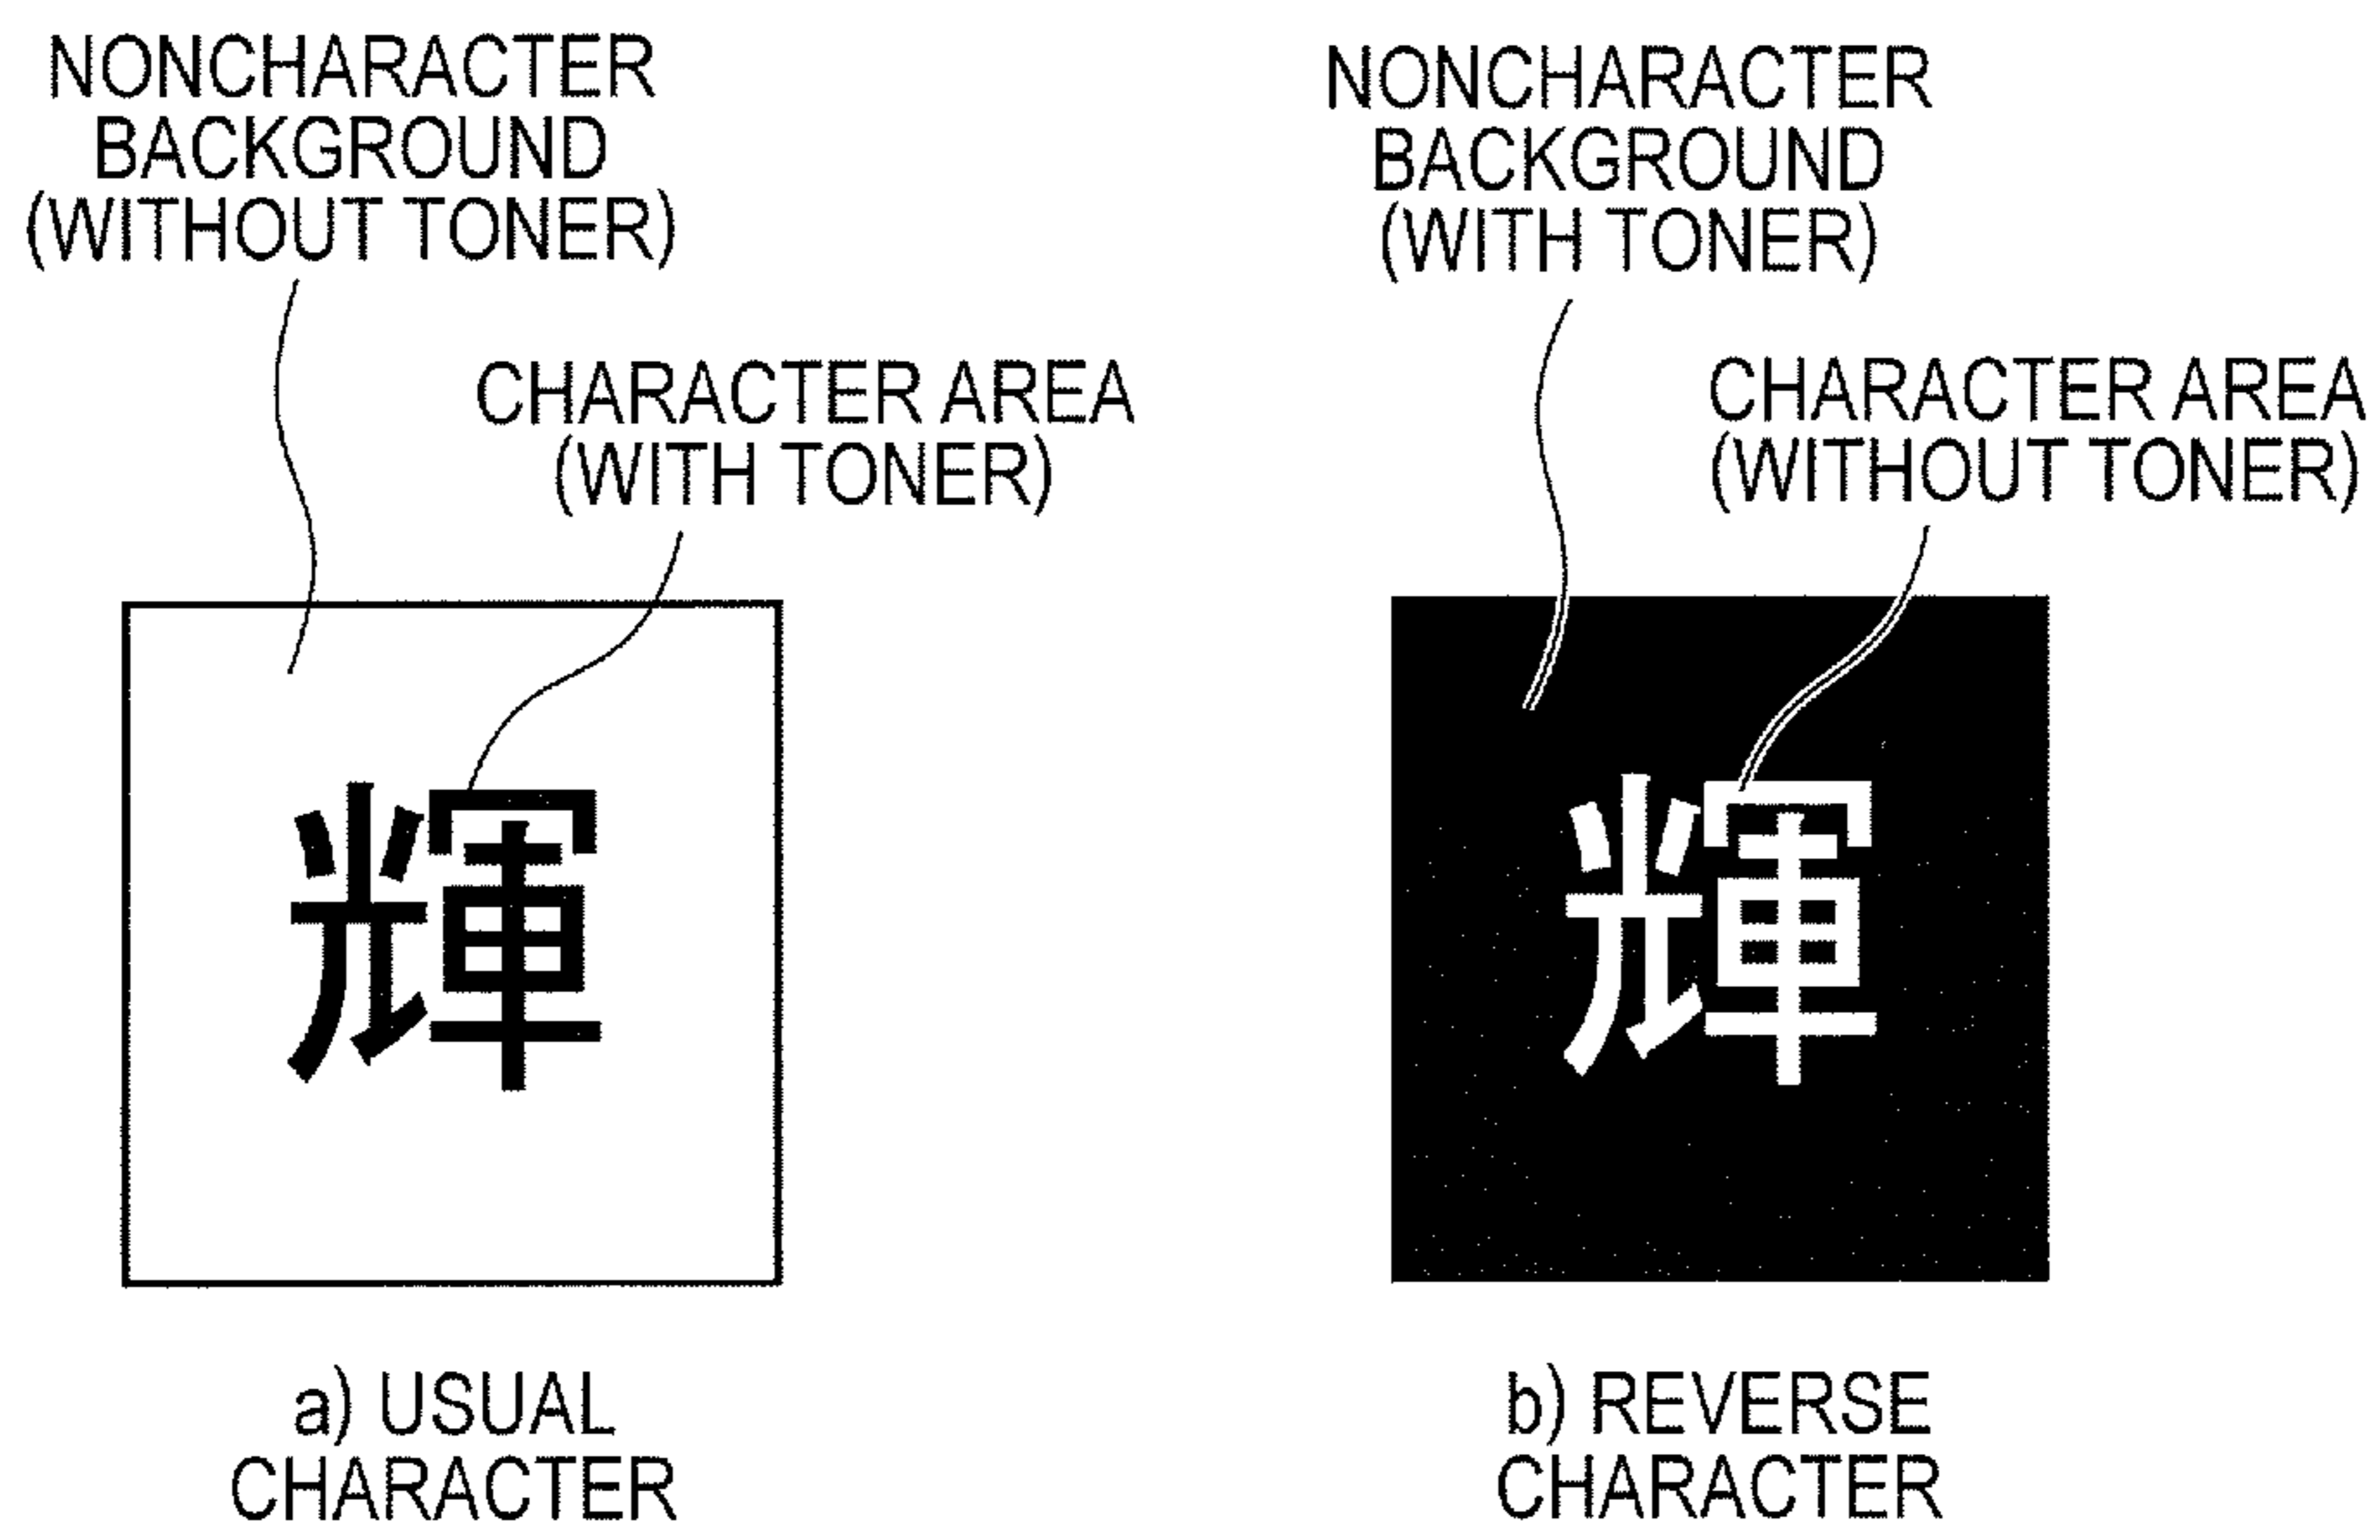 NONCHARACTER
BACKGROUND
(WITHOUT TONER)
CHARACTER AREA
(WITH TONER)
輝
a) USUAL
CHARACTER
NONCHARACTER
BACKGROUND
(WITH TONER)
CHARACTER AREA
(WITHOUT TONER)
輝
b) REVERSE
CHARACTER